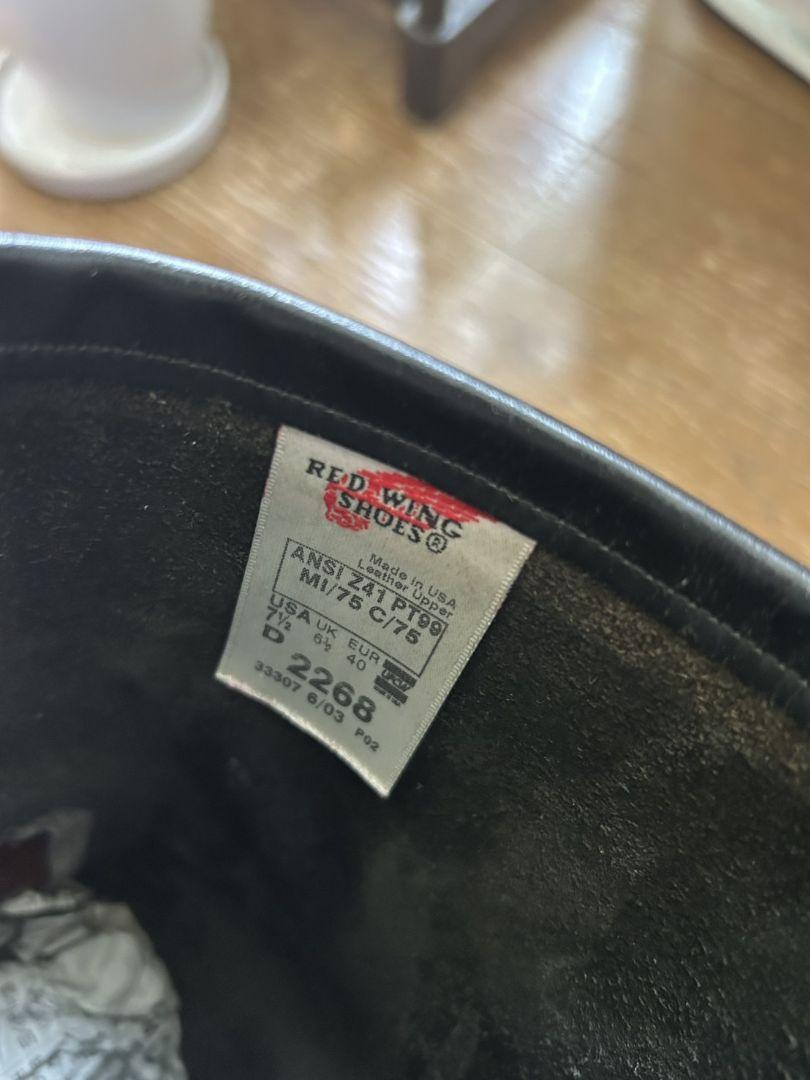 RED WING
SHOES®
Made in USA
Leather Upper
ANSI Z41 PT99
MI/75 C/75
USA UK EUR
7½ 6½ 40
D
2268
33307 6/03 P02